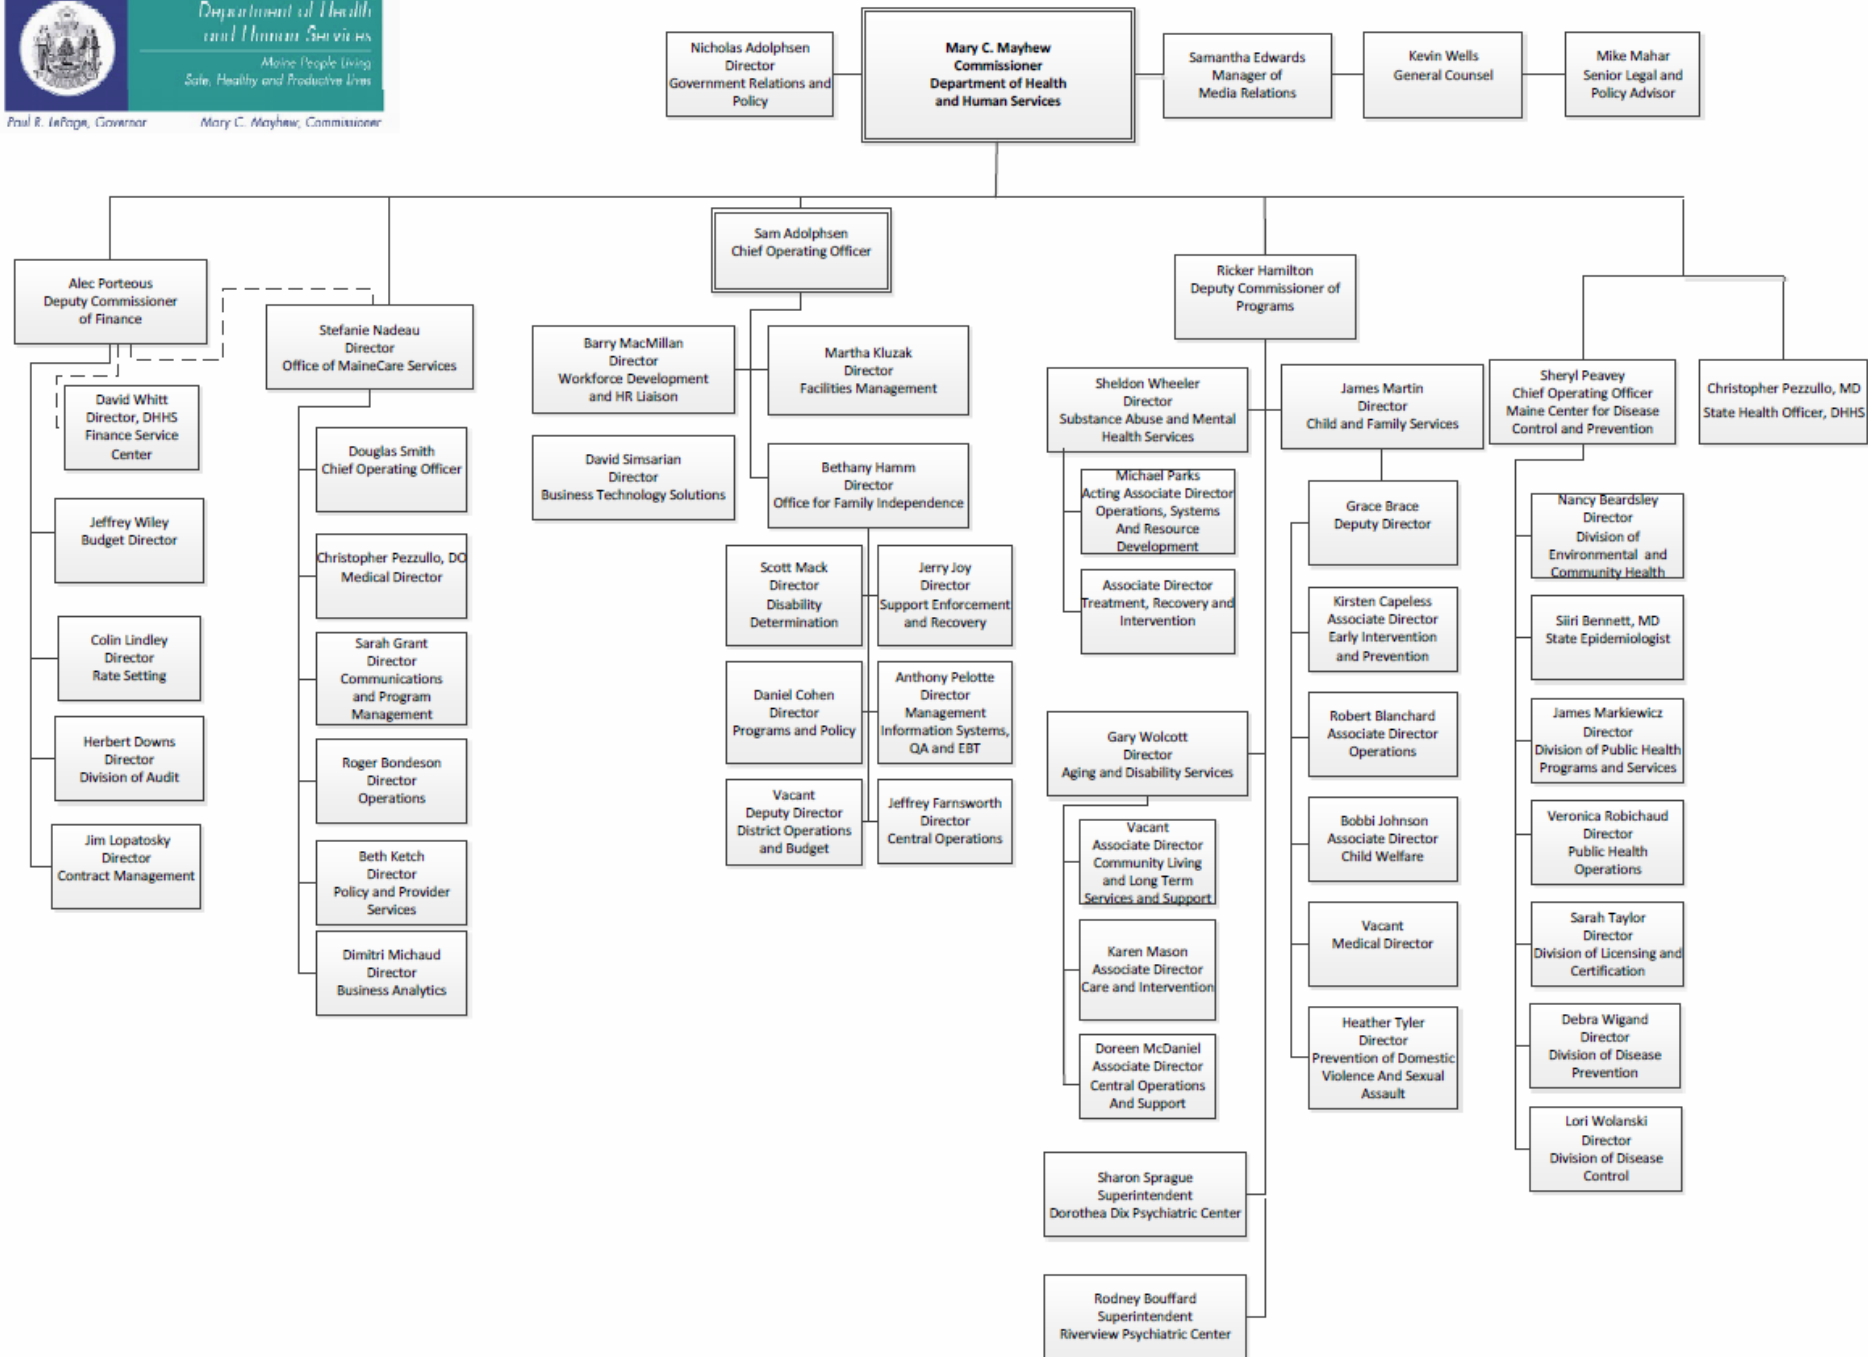 Department of Health
and Human Services
Maine People Living
Safe, Healthy and Productive Lives
Paul R. LePage, Governor
Mary C. Mayhew, Commissioner
Nicholas Adolphsen
Director
Government Relations and
Policy
Mary C. Mayhew
Commissioner
Department of Health
and Human Services
Samantha Edwards
Manager of
Media Relations
Kevin Wells
General Counsel
Mike Mahar
Senior Legal and
Policy Advisor
Alec Porteous
Deputy Commissioner
of Finance
David Whitt
Director, DHHS
Finance Service
Center
Jeffrey Wiley
Budget Director
Colin Lindley
Director
Rate Setting
Herbert Downs
Director
Division of Audit
Jim Lopatosky
Director
Contract Management
Stefanie Nadeau
Director
Office of MaineCare Services
Douglas Smith
Chief Operating Officer
Christopher Pezzullo, DO
Medical Director
Sarah Grant
Director
Communications
and Program
Management
Roger Bondeson
Director
Operations
Beth Ketch
Director
Policy and Provider
Services
Dimitri Michaud
Director
Business Analytics
Sam Adolphsen
Chief Operating Officer
Barry MacMillan
Director
Workforce Development
and HR Liaison
Martha Kluzak
Director
Facilities Management
David Simsarian
Director
Business Technology Solutions
Bethany Hamm
Director
Office for Family Independence
Scott Mack
Director
Disability
Determination
Jerry Joy
Director
Support Enforcement
and Recovery
Daniel Cohen
Director
Programs and Policy
Anthony Pelotte
Director
Management
Information Systems,
QA and EBT
Vacant
Deputy Director
District Operations
and Budget
Jeffrey Farnsworth
Director
Central Operations
Ricker Hamilton
Deputy Commissioner of
Programs
Sheldon Wheeler
Director
Substance Abuse and Mental
Health Services
Michael Parks
Acting Associate Director
Operations, Systems
And Resource
Development
Associate Director
Treatment, Recovery and
Intervention
Gary Wolcott
Director
Aging and Disability Services
Vacant
Associate Director
Community Living
and Long Term
Services and Support
Karen Mason
Associate Director
Care and Intervention
Doreen McDaniel
Associate Director
Central Operations
And Support
Sharon Sprague
Superintendent
Dorothea Dix Psychiatric Center
Rodney Bouffard
Superintendent
Riverview Psychiatric Center
James Martin
Director
Child and Family Services
Grace Brace
Deputy Director
Kirsten Capeless
Associate Director
Early Intervention
and Prevention
Robert Blanchard
Associate Director
Operations
Bobbi Johnson
Associate Director
Child Welfare
Vacant
Medical Director
Heather Tyler
Director
Prevention of Domestic
Violence And Sexual
Assault
Sheryl Peavey
Chief Operating Officer
Maine Center for Disease
Control and Prevention
Nancy Beardsley
Director
Division of
Environmental and
Community Health
Siiri Bennett, MD
State Epidemiologist
James Markiewicz
Director
Division of Public Health
Programs and Services
Veronica Robichaud
Director
Public Health
Operations
Sarah Taylor
Director
Division of Licensing and
Certification
Debra Wigand
Director
Division of Disease
Prevention
Lori Wolanski
Director
Division of Disease
Control
Christopher Pezzullo, MD
State Health Officer, DHHS